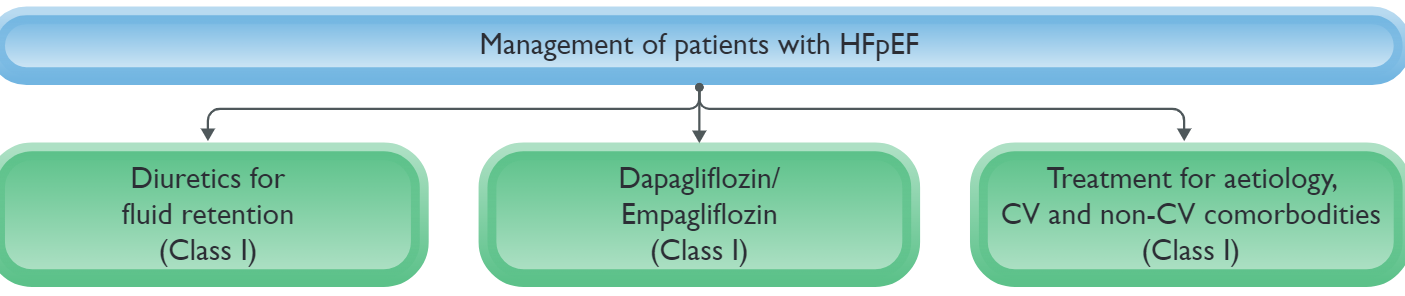 Management of patients with HFpEF
Diuretics for
fluid retention
(Class I)
Dapagliflozin/
Empagliflozin
(Class I)
Treatment for aetiology,
CV and non-CV comorbodities
(Class I)